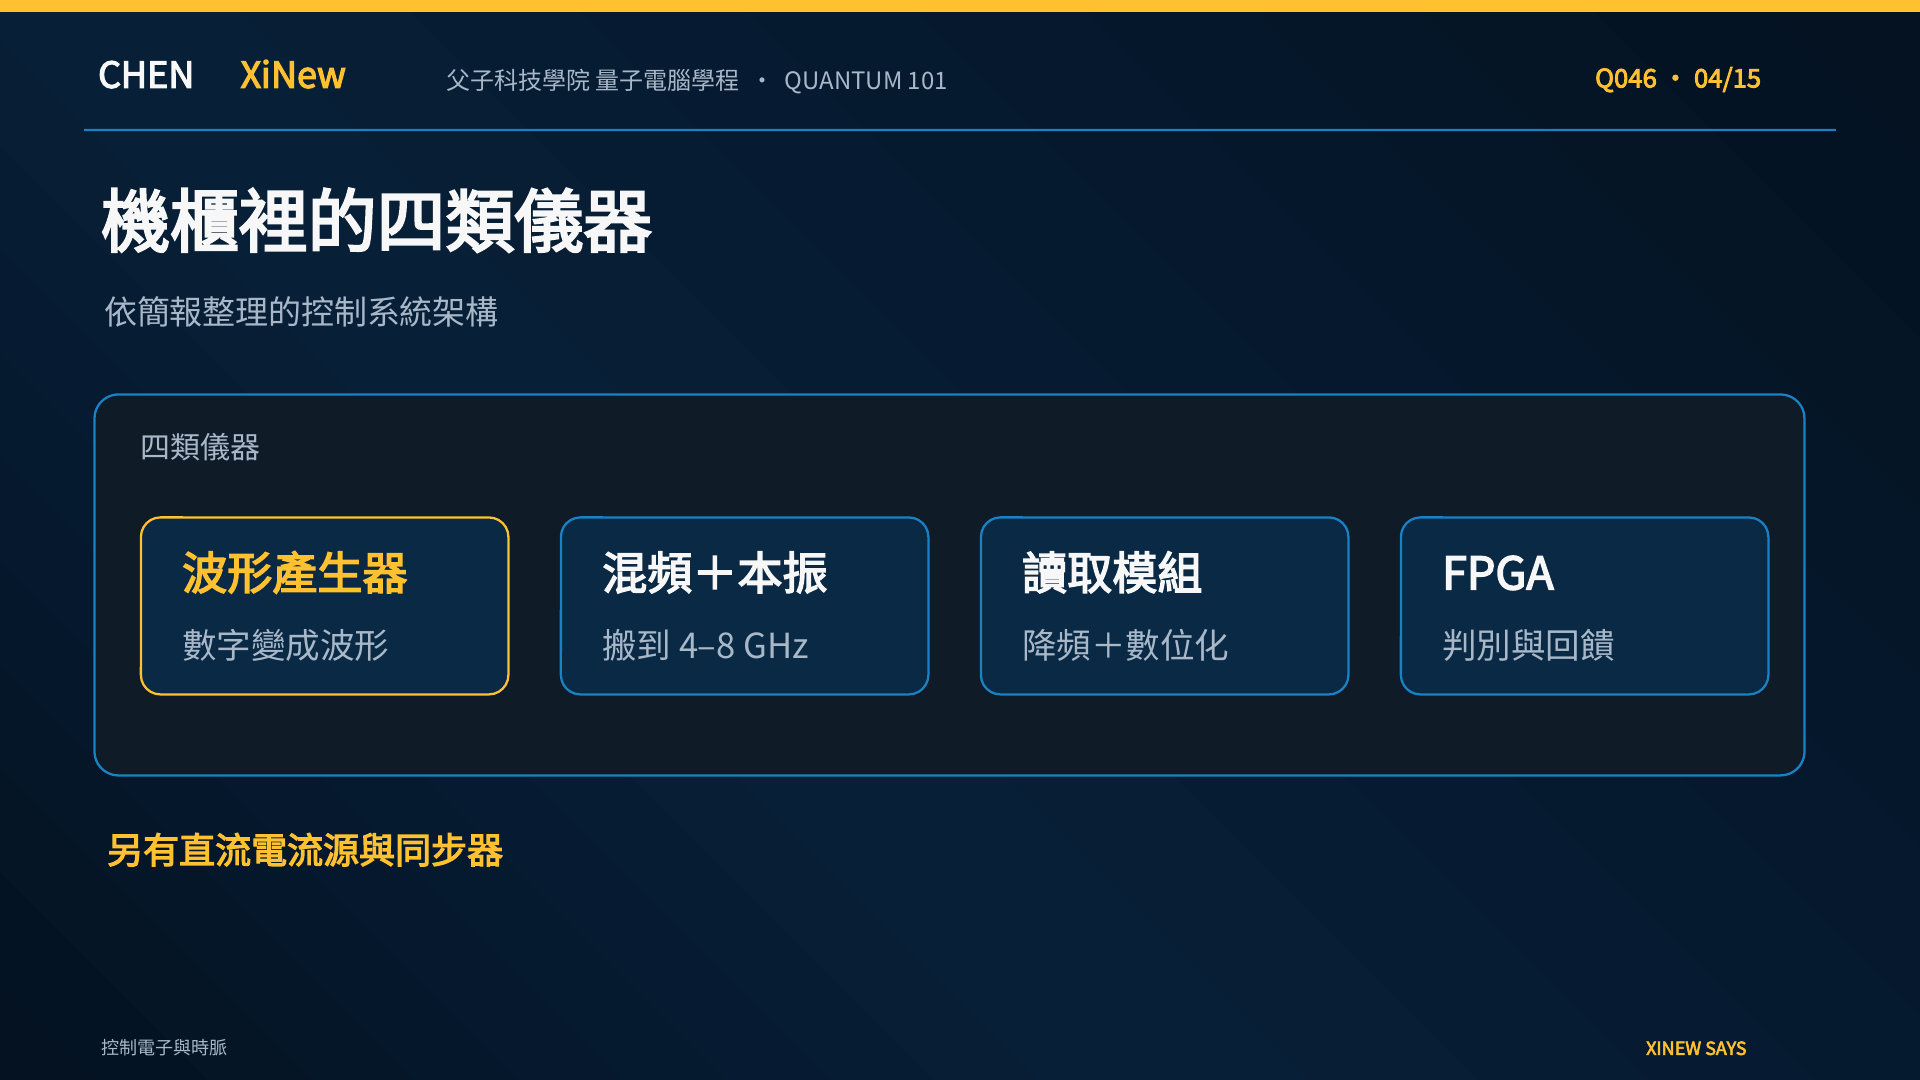 CHEN XiNew 父子科技學院 量子電腦學程 • QUANTUM 101 Q046 • 04/15
機櫃裡的四類儀器
依簡報整理的控制系統架構
四類儀器
波形產生器
數字變成波形
混頻＋本振
搬到 4–8 GHz
讀取模組
降頻＋數位化
FPGA
判別與回饋
另有直流電流源與同步器
控制電子與時脈
XINEW SAYS